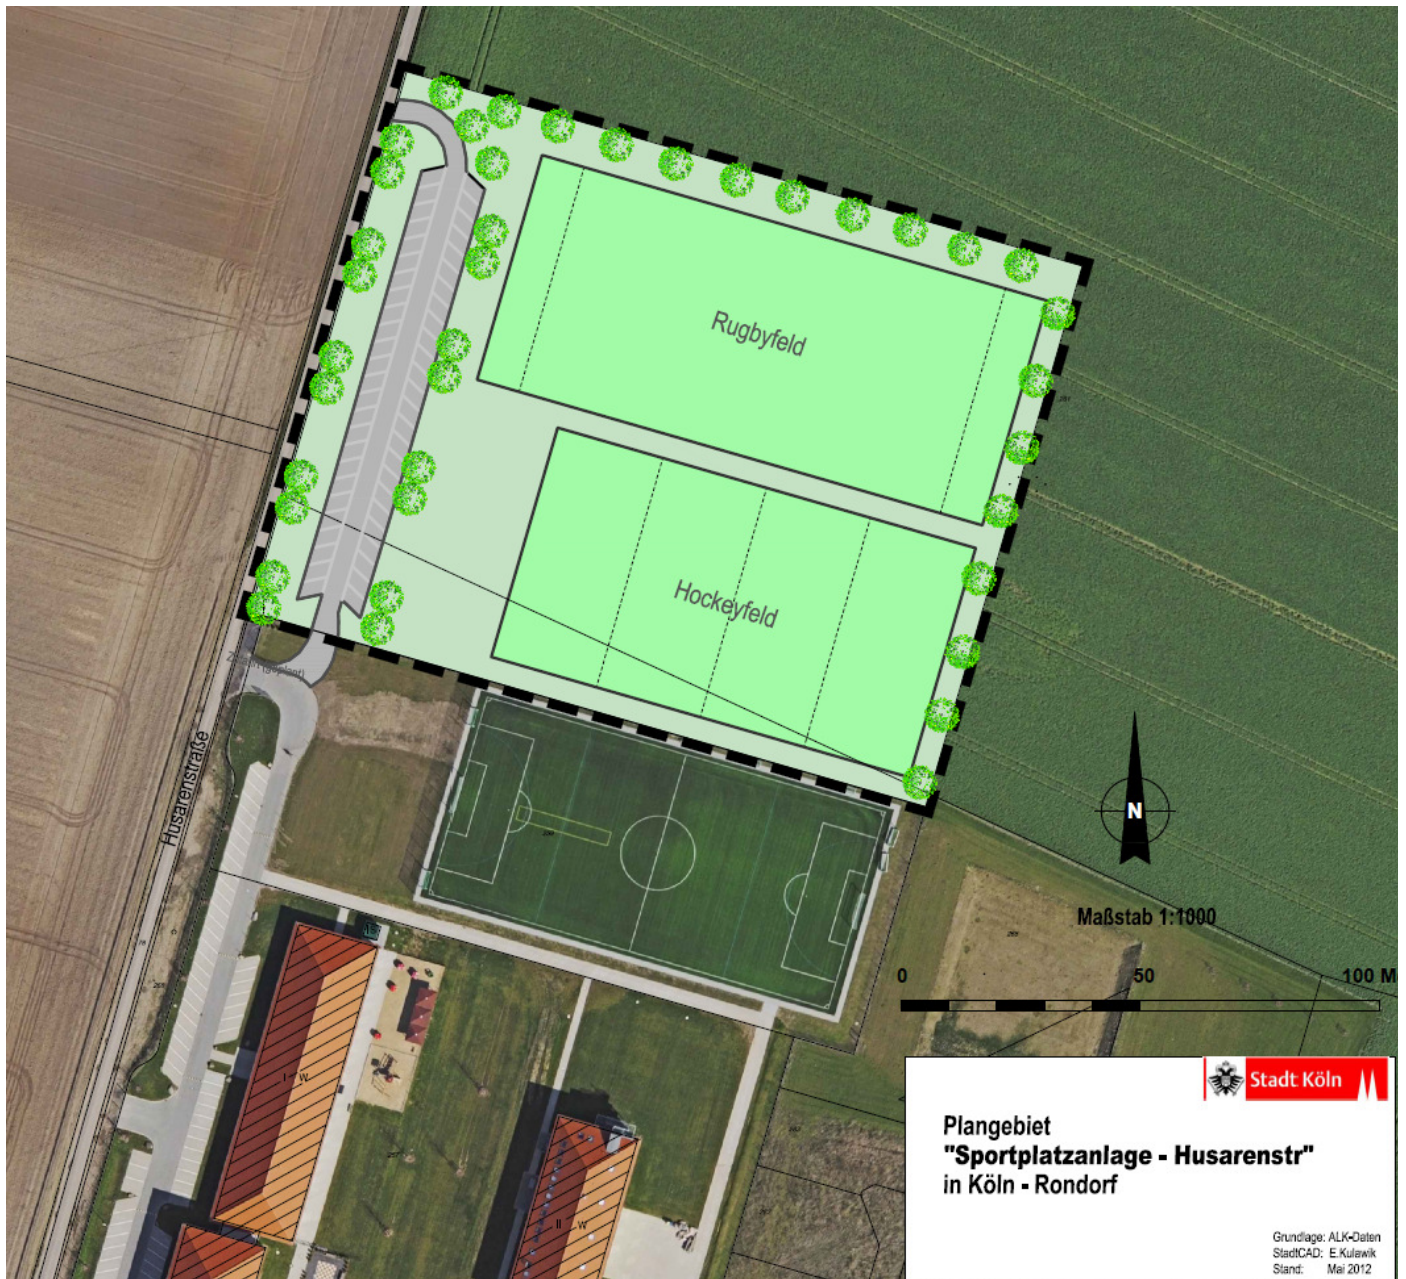 Rugbyfeld
Hockeyfeld
Husarenstraße
N
Maßstab 1:1000
0 50 100 M
I W
II W
Stadt Köln
Plangebiet
"Sportplatzanlage - Husarenstr"
in Köln - Rondorf
Grundlage: ALK-Daten
StadtCAD: E.Kulawik
Stand: Mai 2012